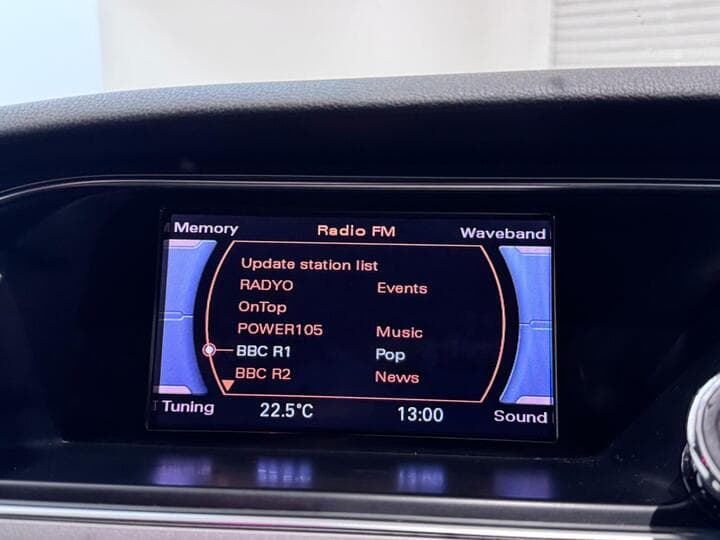 Memory Radio FM Waveband
Update station list
RADYO Events
OnTop
POWER105 Music
BBC R1 Pop
BBC R2 News
Tuning 22.5°C 13:00 Sound